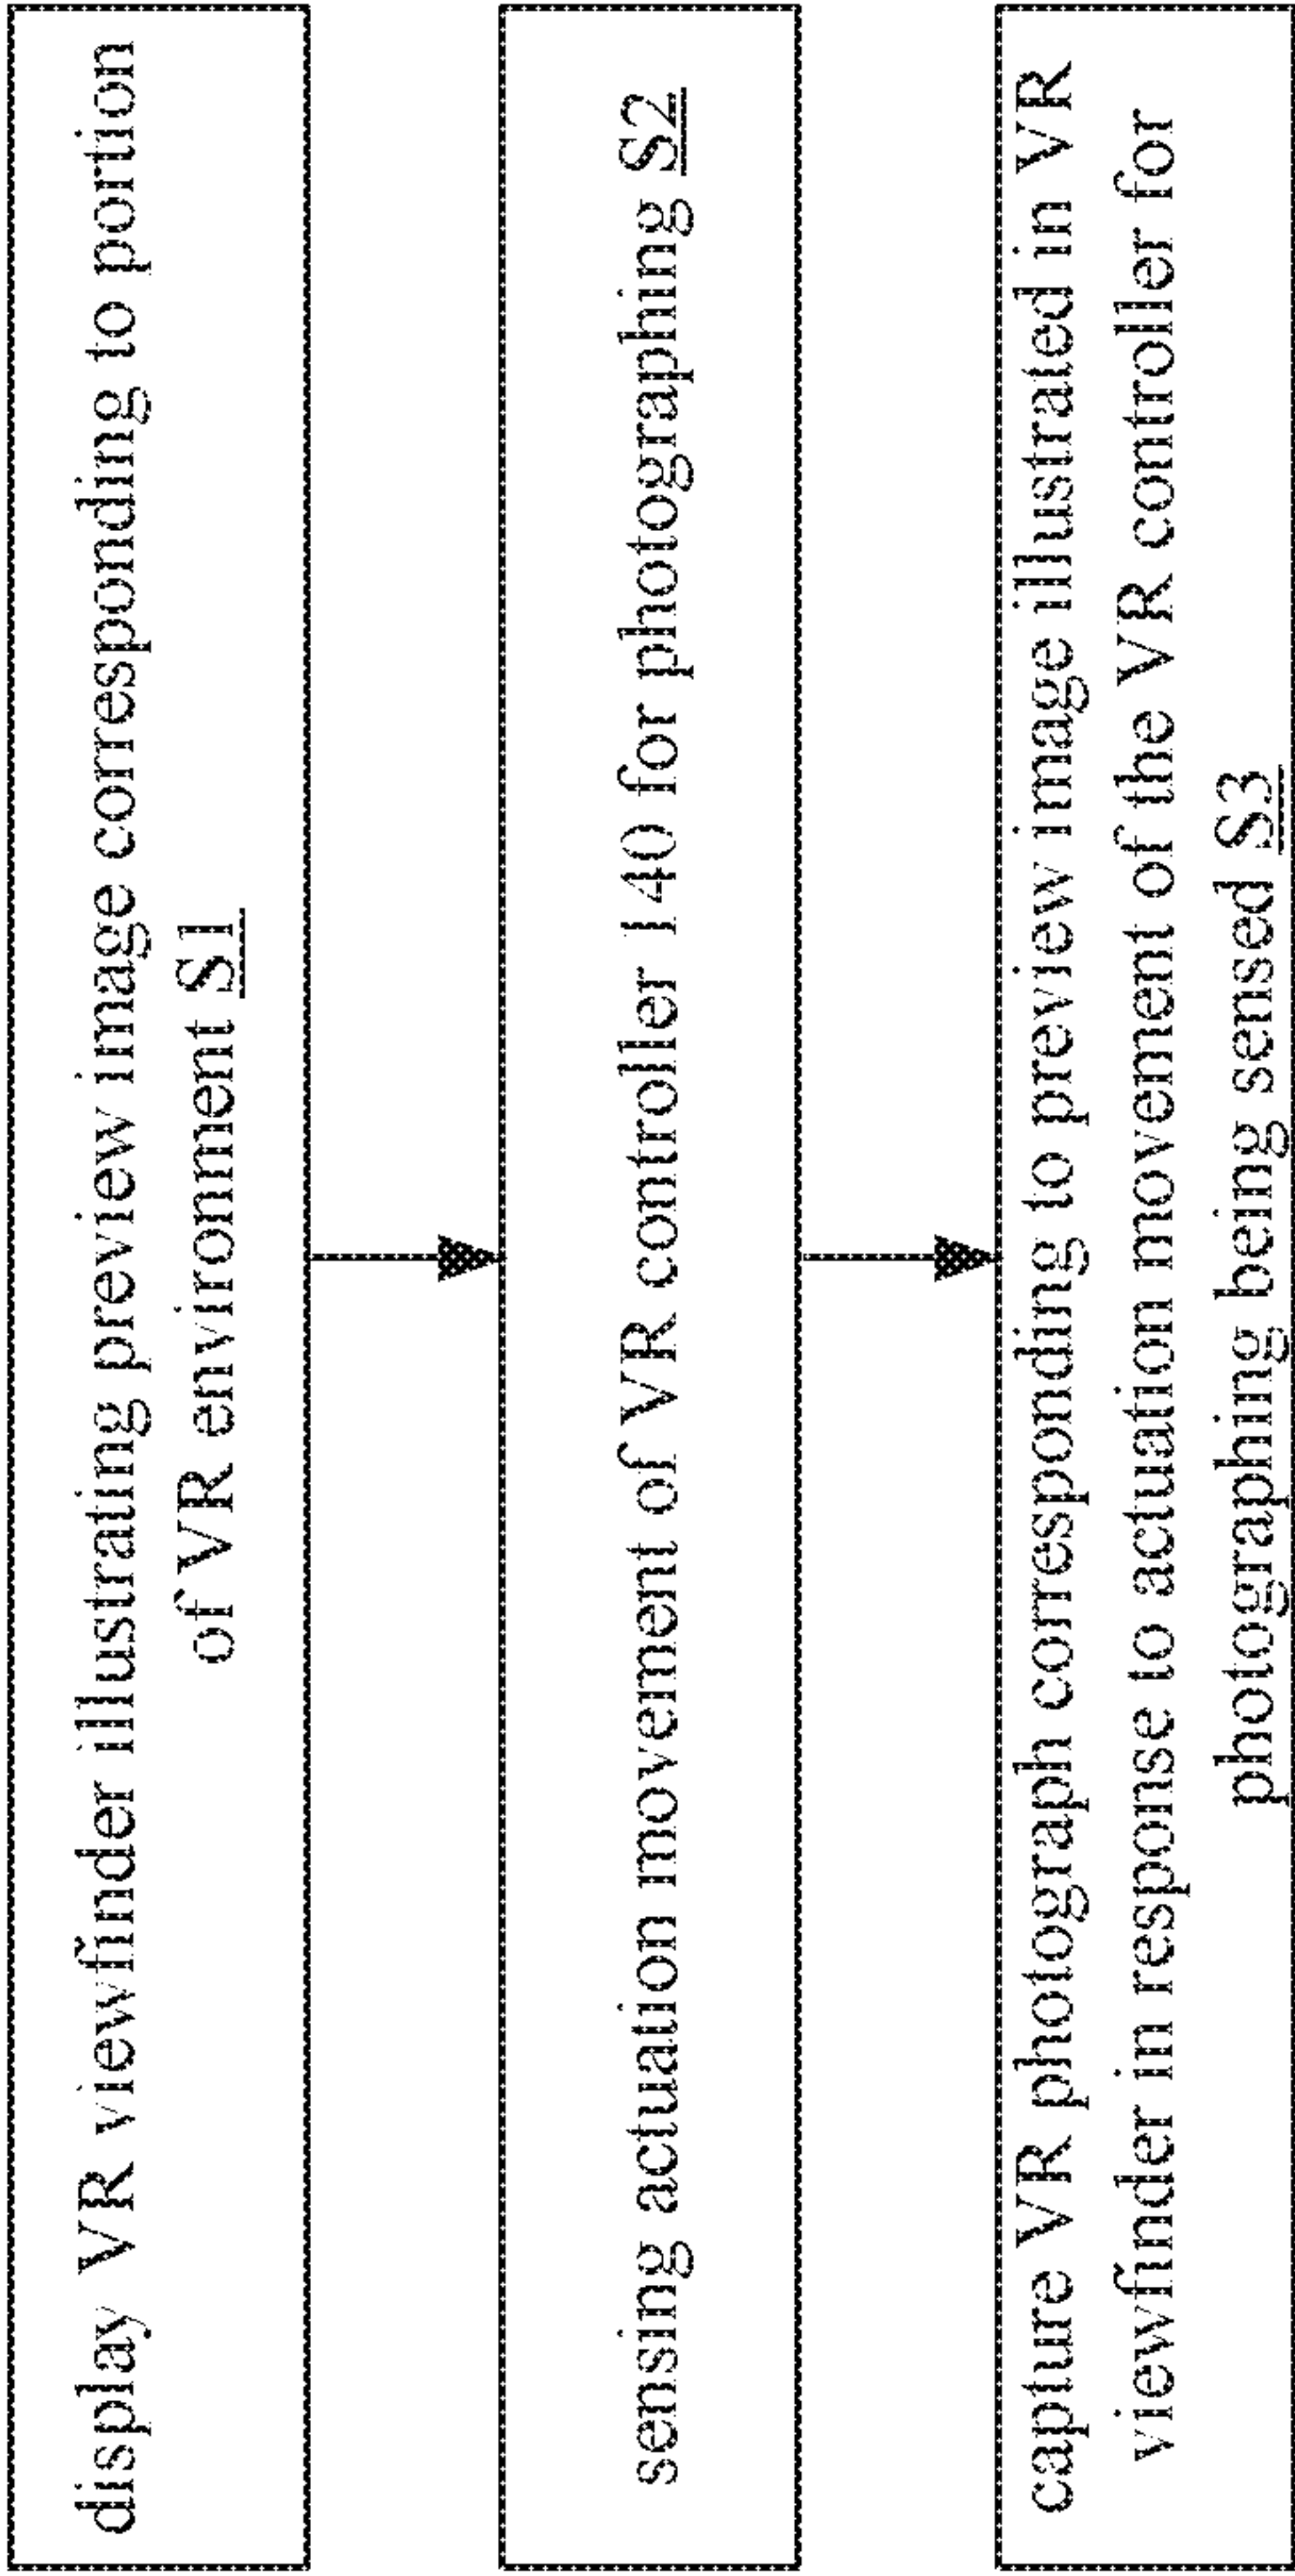 display VR viewfinder illustrating preview image corresponding to portion
of VR environment S1
sensing actuation movement of VR controller 140 for photographing S2
capture VR photograph corresponding to preview image illustrated in VR
viewfinder in response to actuation movement of the VR controller for
photographing being sensed S3